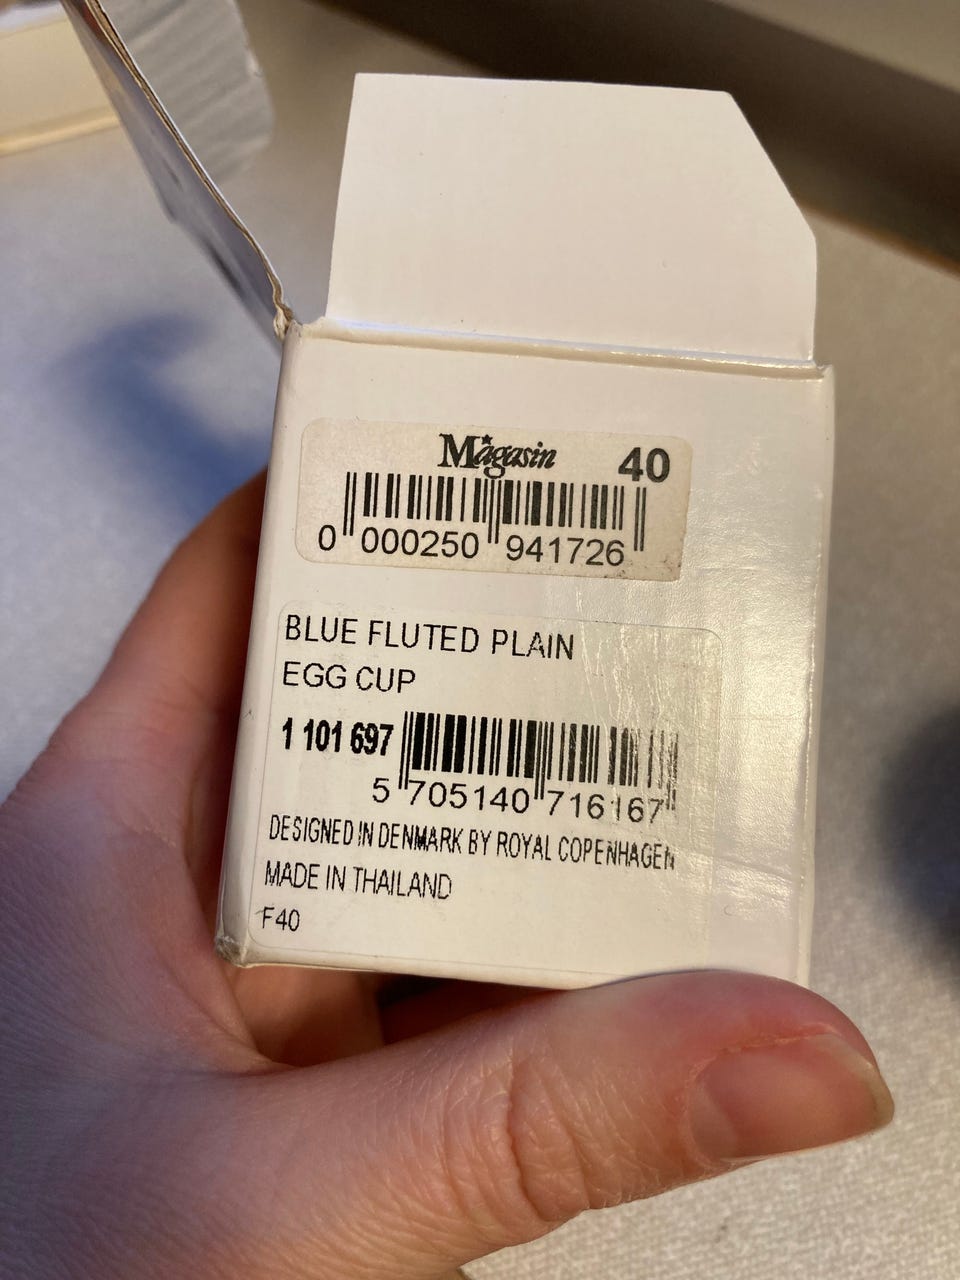 Magasin 40
0 000250 941726
BLUE FLUTED PLAIN
EGG CUP
1 101 697
5 705140 716167
DESIGNED IN DENMARK BY ROYAL COPENHAGEN
MADE IN THAILAND
F40